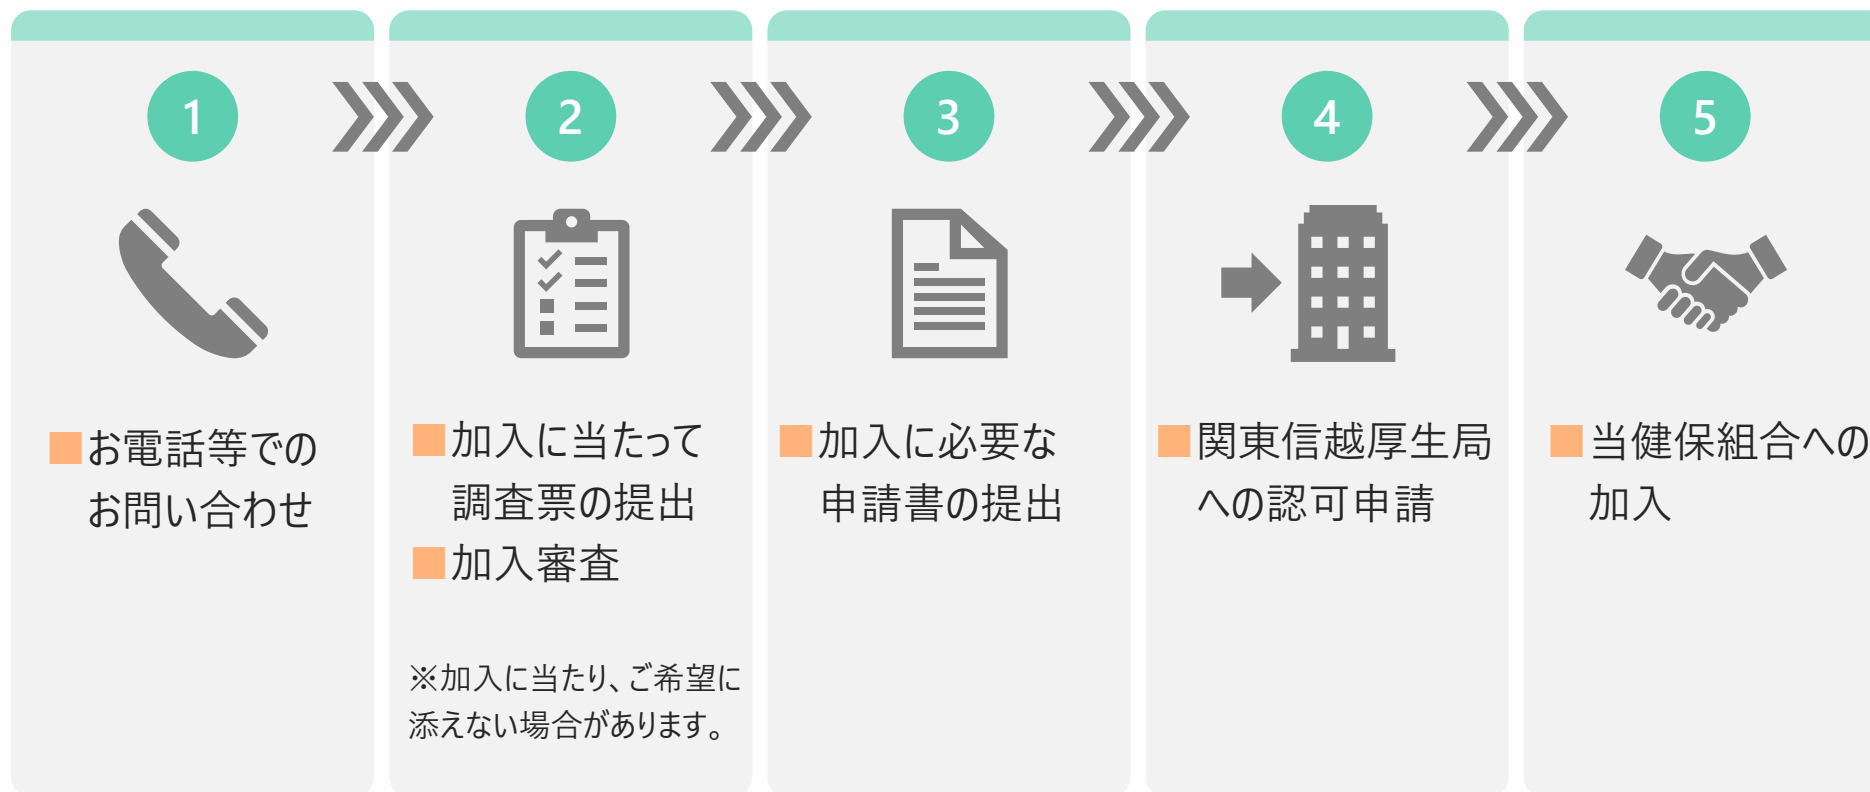 1
■お電話等での
お問い合わせ
2
■加入に当たって
調査票の提出
■加入審査
※加入に当たり、ご希望に
添えない場合があります。
3
■加入に必要な
申請書の提出
4
■関東信越厚生局
への認可申請
5
■当健保組合への
加入